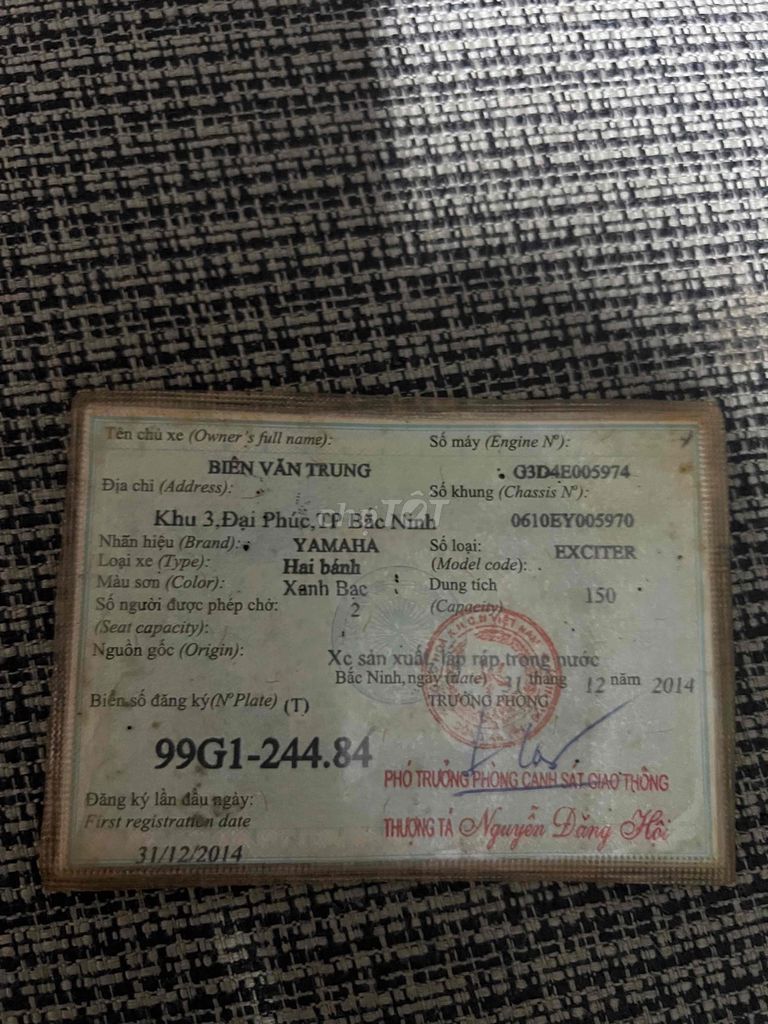 Tên chủ xe (Owner's full name):
BIÊN VĂN TRUNG
Địa chỉ (Address):
Khu 3,Đại Phúc,TP Bắc Ninh
Số máy (Engine Nº):
G3D4E005974
Số khung (Chassis Nº):
0610EY005970
Nhãn hiệu (Brand): YAMAHA
Số loại: EXCITER
(Model code):
Loại xe (Type): Hai bánh
Màu sơn (Color): Xanh Bạc
Dung tích 150
(Capacity)
Số người được phép chở: 2
(Seat capacity):
Nguồn gốc (Origin): Xe sản xuất, lắp ráp trong nước
Bắc Ninh, ngày (date) 31 tháng 12 năm 2014
Biển số đăng ký(Nº Plate) (T)
TRƯỞNG PHÒNG
99G1-244.84
PHÓ TRƯỞNG PHÒNG CẢNH SÁT GIAO THÔNG
Đăng ký lần đầu ngày:
First registration date
31/12/2014
THƯỢNG TÁ Nguyễn Đăng Hội
chợTỐT